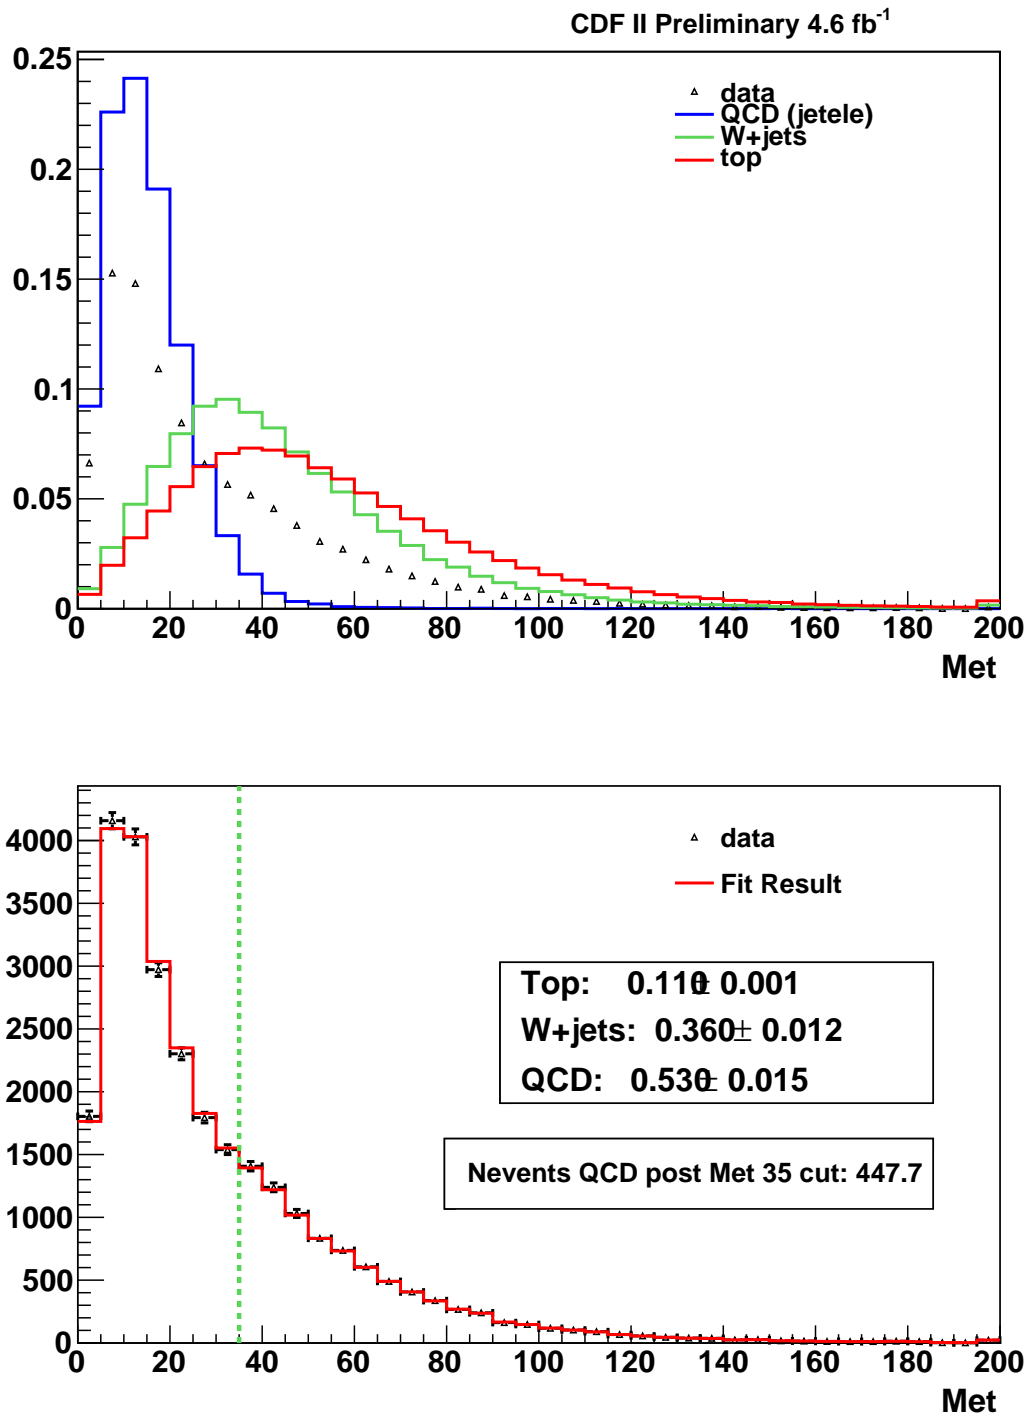 CDF II Preliminary 4.6 fb-1
0.25
0.2
0.15
0.1
0.05
0
data
QCD (jetele)
W+jets
top
0 20 40 60 80 100 120 140 160 180 200
Met
4000
3500
3000
2500
2000
1500
1000
500
0
data
Fit Result
Top: 0.110± 0.001
W+jets: 0.360± 0.012
QCD: 0.530± 0.015
Nevents QCD post Met 35 cut: 447.7
0 20 40 60 80 100 120 140 160 180 200
Met